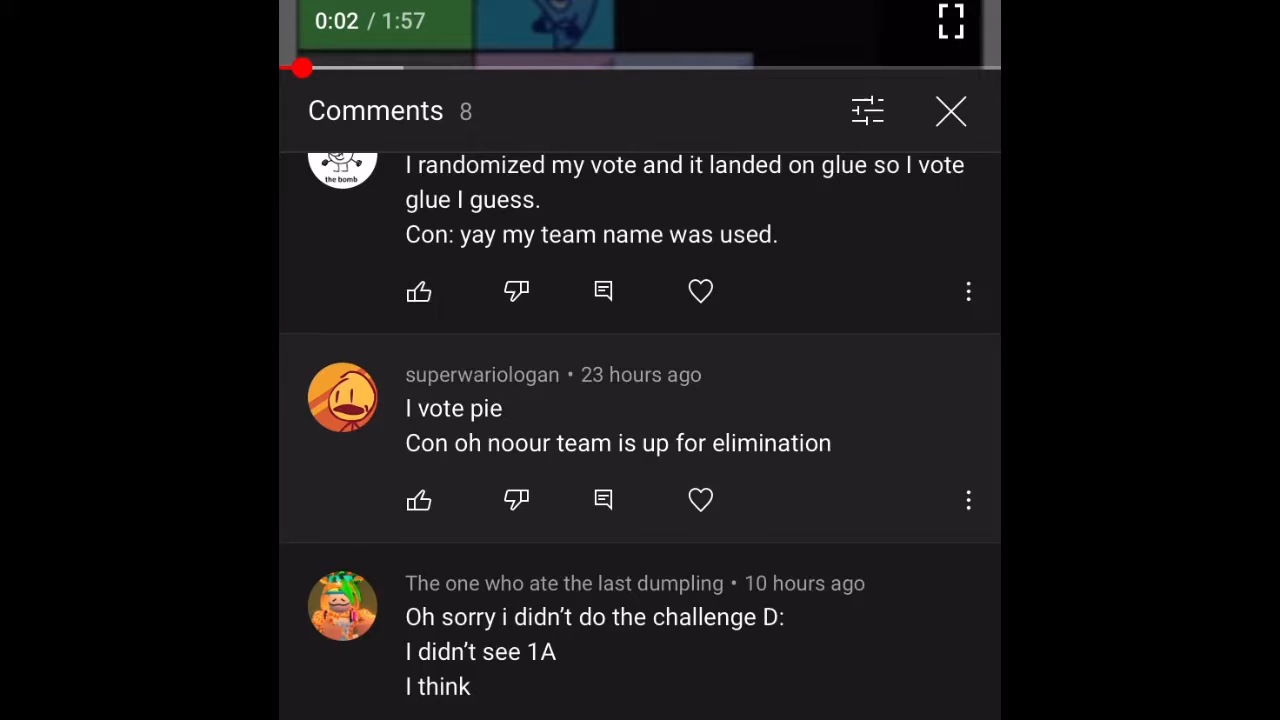 0:02 / 1:57
Comments 8
the bomb
I randomized my vote and it landed on glue so I vote
glue I guess.
Con: yay my team name was used.
superwariologan • 23 hours ago
I vote pie
Con oh noour team is up for elimination
The one who ate the last dumpling • 10 hours ago
Oh sorry i didn’t do the challenge D:
I didn’t see 1A
I think